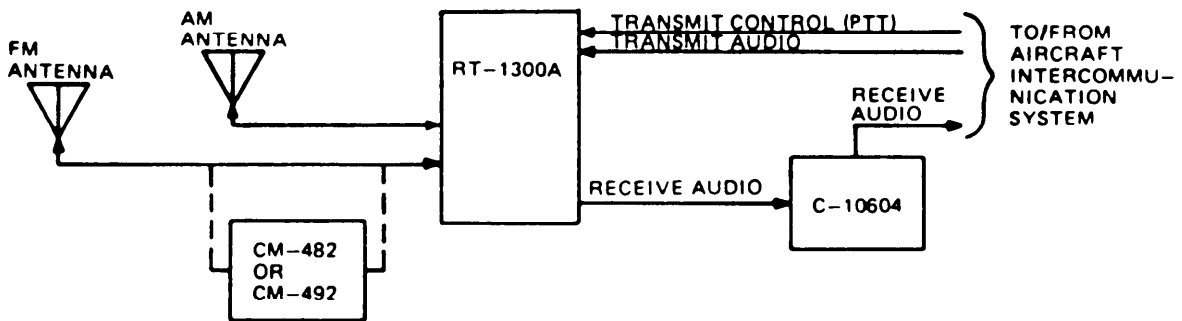 FM
ANTENNA
AM
ANTENNA
RT-1300A
TRANSMIT CONTROL (PTT)
TRANSMIT AUDIO
TO/FROM
AIRCRAFT
INTERCOMMU-
NICATION
SYSTEM
RECEIVE
AUDIO
RECEIVE AUDIO
C-10604
CM-482
OR
CM-492